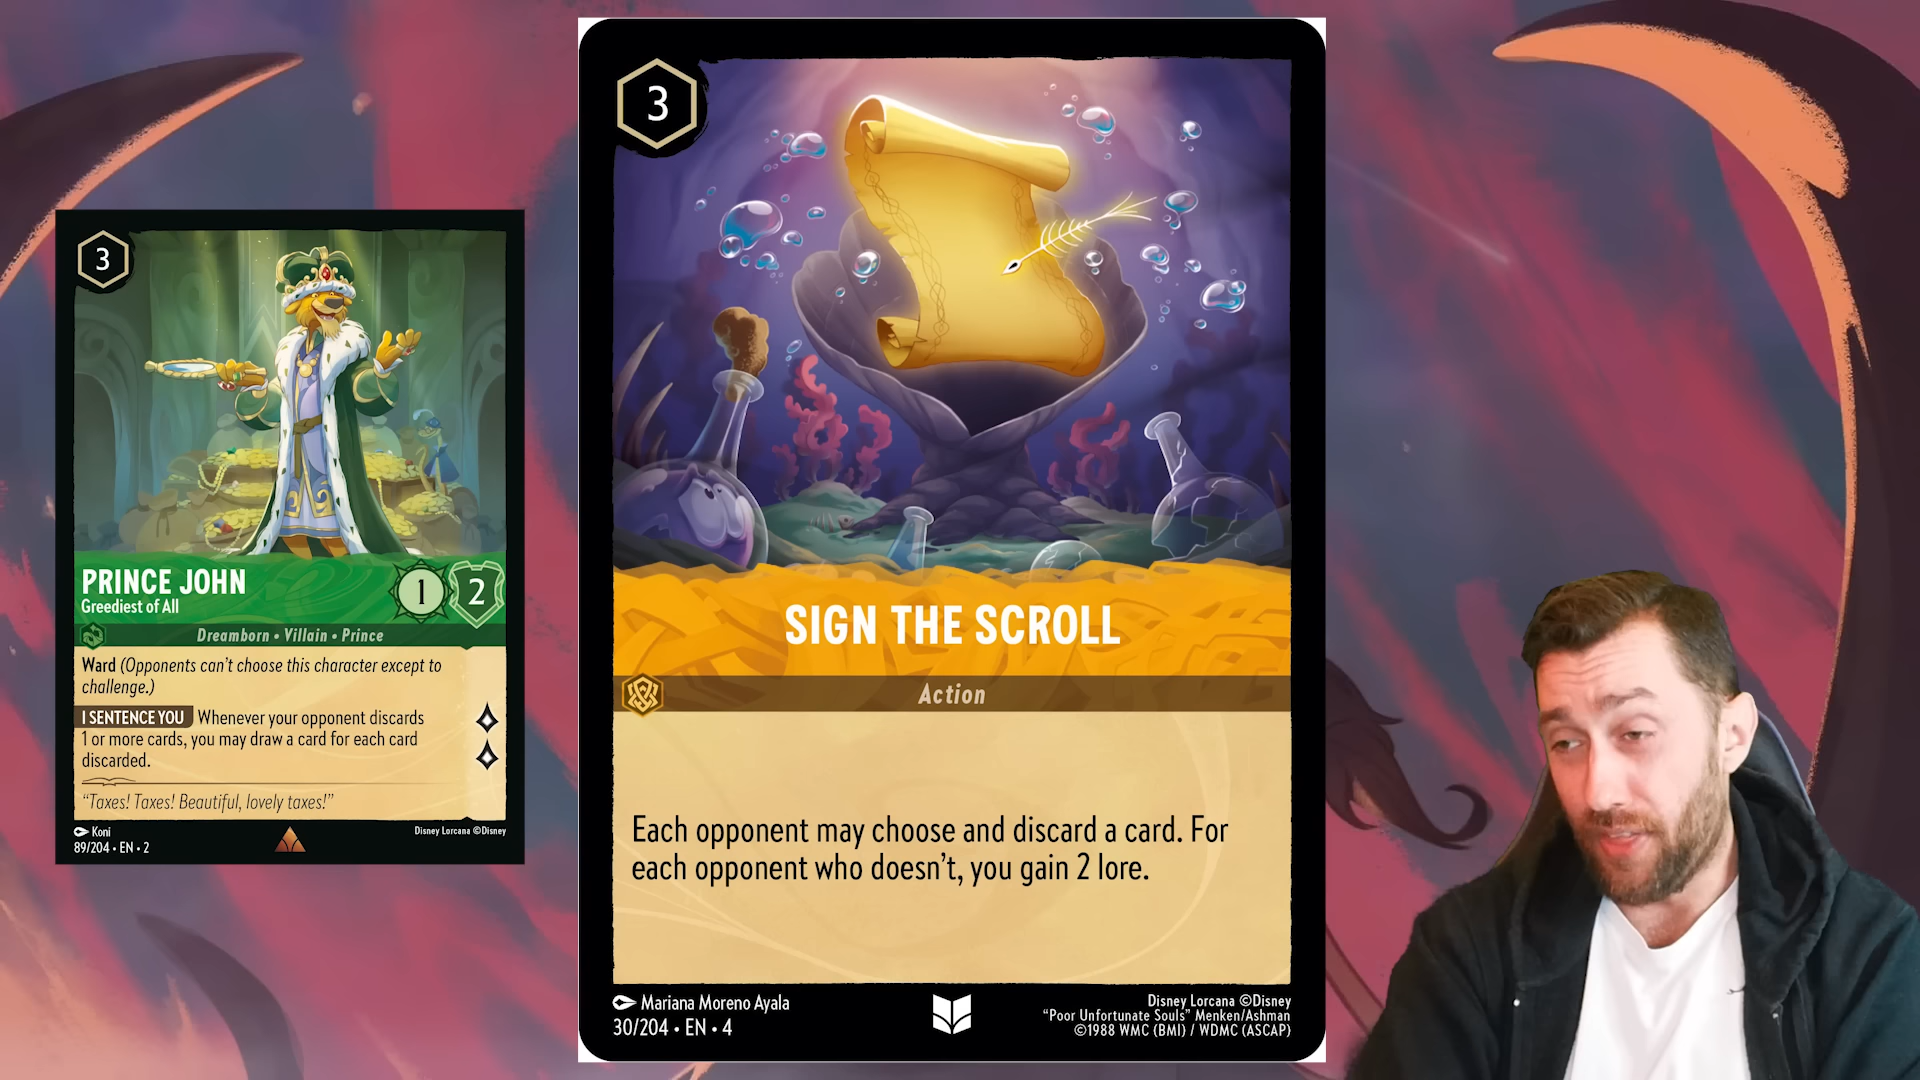 3
PRINCE JOHN
Greediest of All
1
2
Dreamborn • Villain • Prince
Ward (Opponents can't choose this character except to
challenge.)
I SENTENCE YOU Whenever your opponent discards
1 or more cards, you may draw a card for each card
discarded.
“Taxes! Taxes! Beautiful, lovely taxes!”
Koni
89/204 • EN • 2
Disney Lorcana ©Disney
3
SIGN THE SCROLL
Action
Each opponent may choose and discard a card. For
each opponent who doesn't, you gain 2 lore.
Mariana Moreno Ayala
30/204 • EN • 4
Disney Lorcana ©Disney
“Poor Unfortunate Souls” Menken/Ashman
©1988 WMC (BMI) / WDMC (ASCAP)